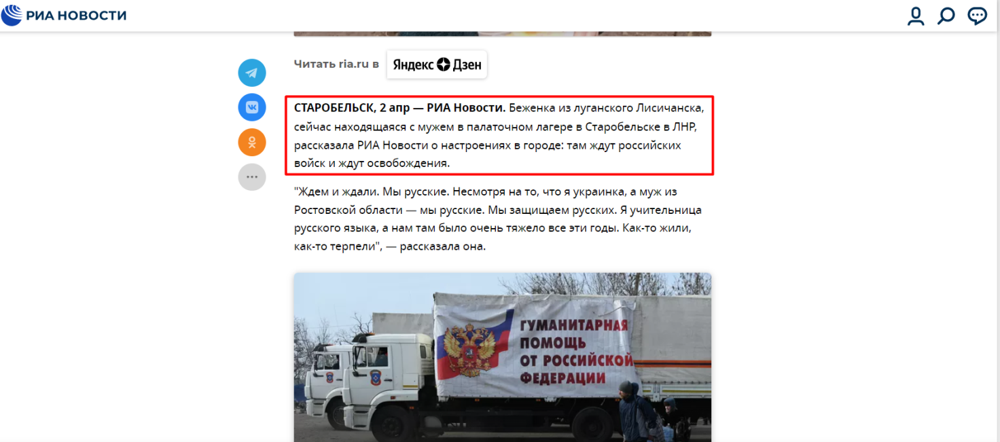 РИА НОВОСТИ
Читать ria.ru в Яндекс Дзен
СТАРОБЕЛЬСК, 2 апр — РИА Новости. Беженка из луганского Лисичанска,
сейчас находящаяся с мужем в палаточном лагере в Старобельске в ЛНР,
рассказала РИА Новости о настроениях в городе: там ждут российских
войск и ждут освобождения.
"Ждем и ждали. Мы русские. Несмотря на то, что я украинка, а муж из
Ростовской области — мы русские. Мы защищаем русских. Я учительница
русского языка, а нам там было очень тяжело все эти годы. Как-то жили,
как-то терпели", — рассказала она.
ГУМАНИТАРНАЯ
ПОМОЩЬ
ОТ РОССИЙСКОЙ
ФЕДЕРАЦИИ